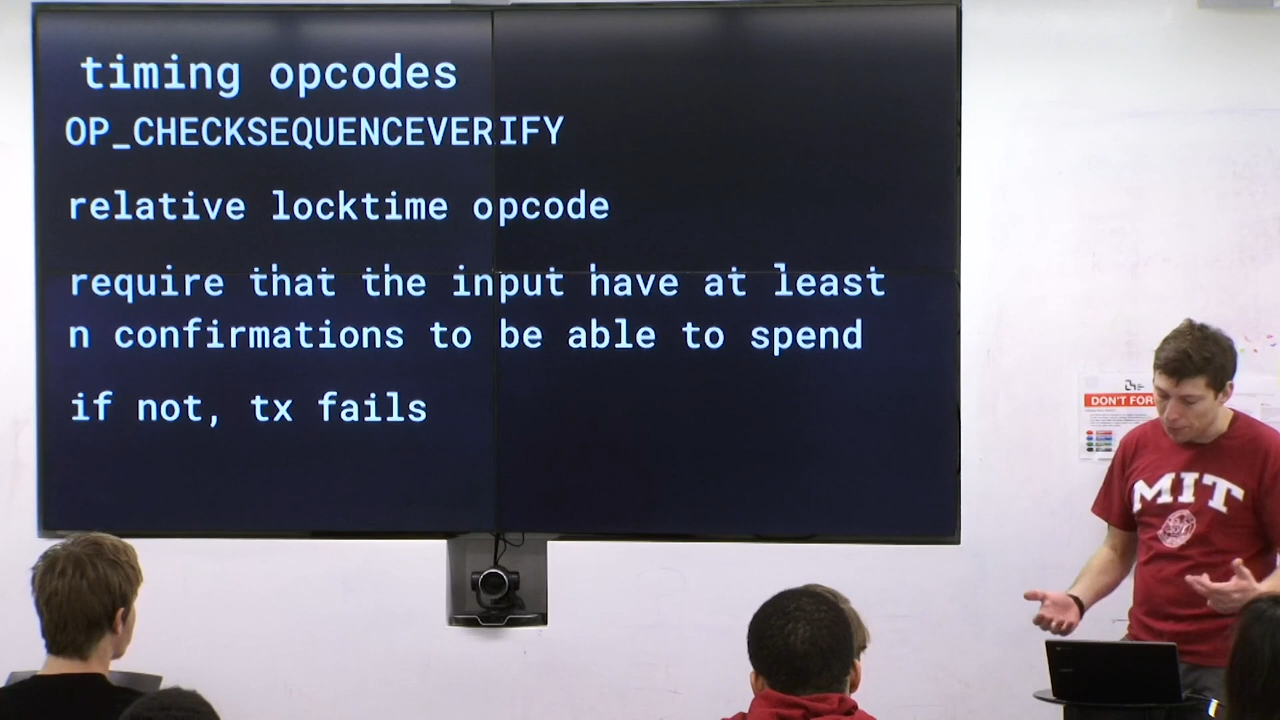 timing opcodes
OP_CHECKSEQUENCEVERIFY
relative locktime opcode
require that the input have at least
n confirmations to be able to spend
if not, tx fails
DON'T FOR
MIT